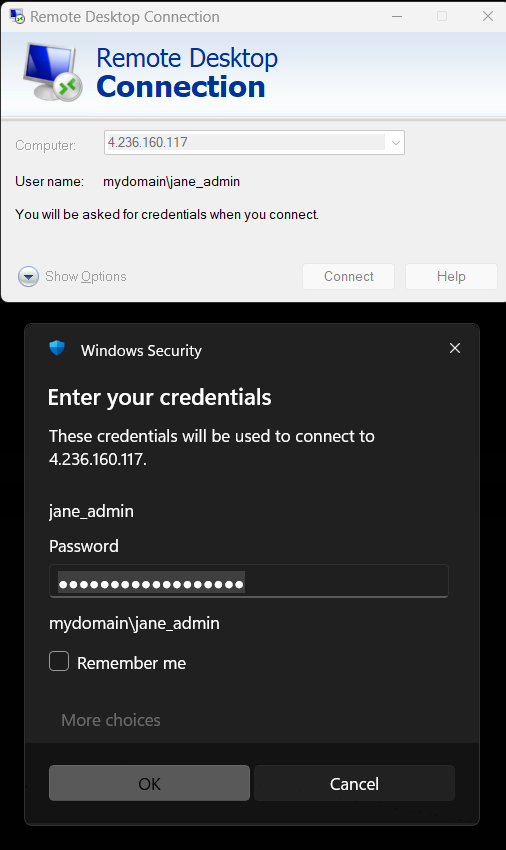 Remote Desktop Connection
Remote Desktop
Connection
Computer:
4.236.160.117
User name:
mydomain\jane_admin
You will be asked for credentials when you connect.
Show Options
Connect
Help
Windows Security
Enter your credentials
These credentials will be used to connect to
4.236.160.117.
jane_admin
Password
●●●●●●●●●●●●●●●●●●
mydomain\jane_admin
Remember me
More choices
OK
Cancel